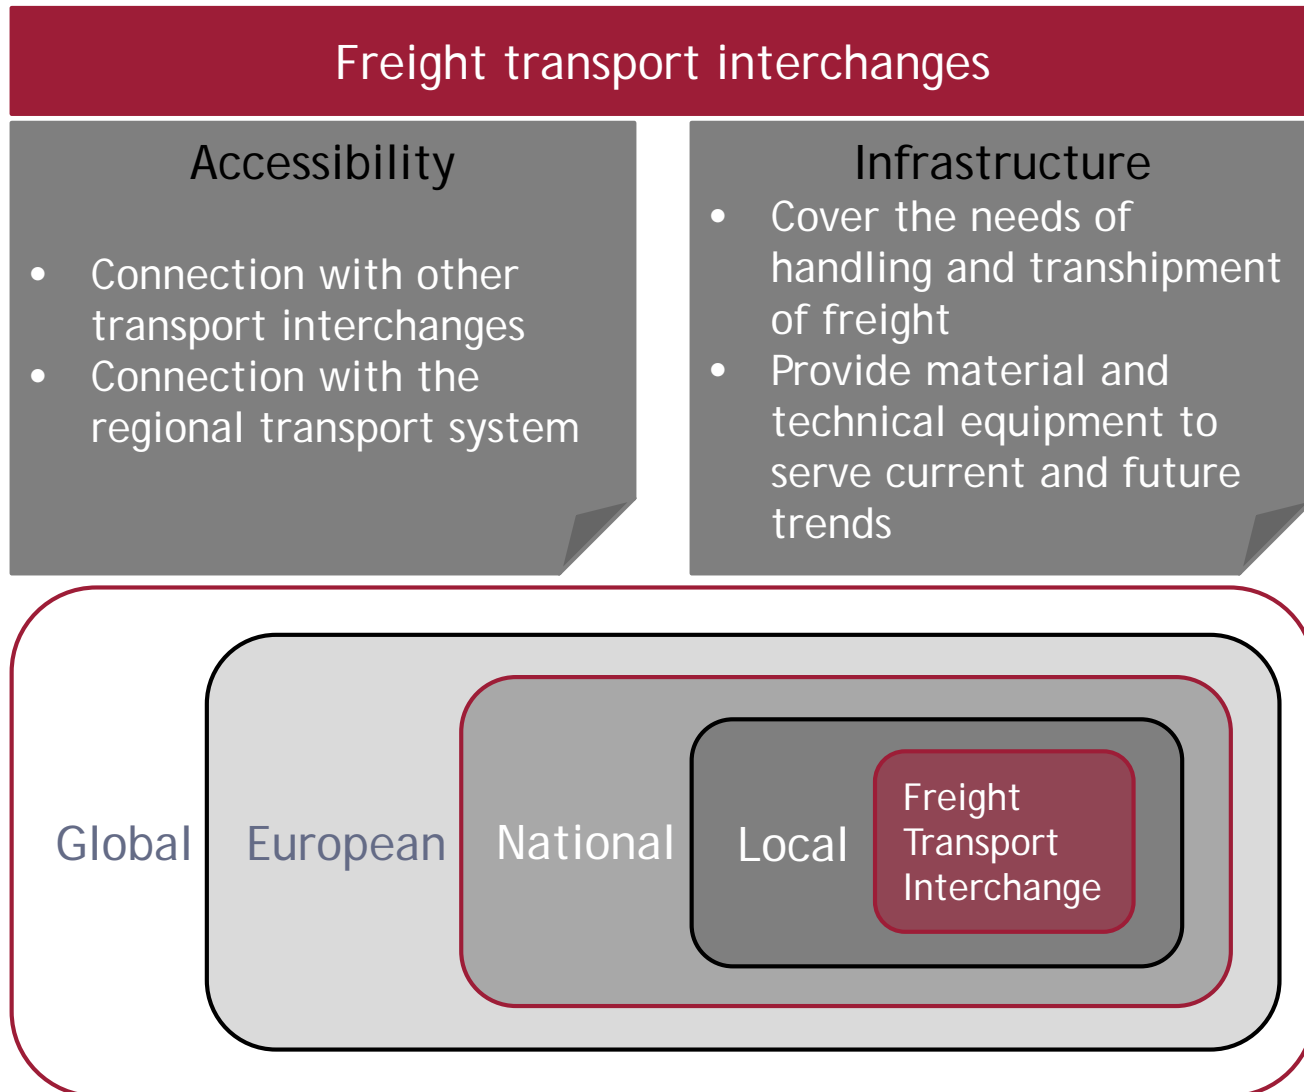 Freight transport interchanges
Accessibility
• Connection with other
transport interchanges
• Connection with the
regional transport system
Infrastructure
• Cover the needs of
handling and transhipment
of freight
• Provide material and
technical equipment to
serve current and future
trends
Global
European
National
Local
Freight
Transport
Interchange